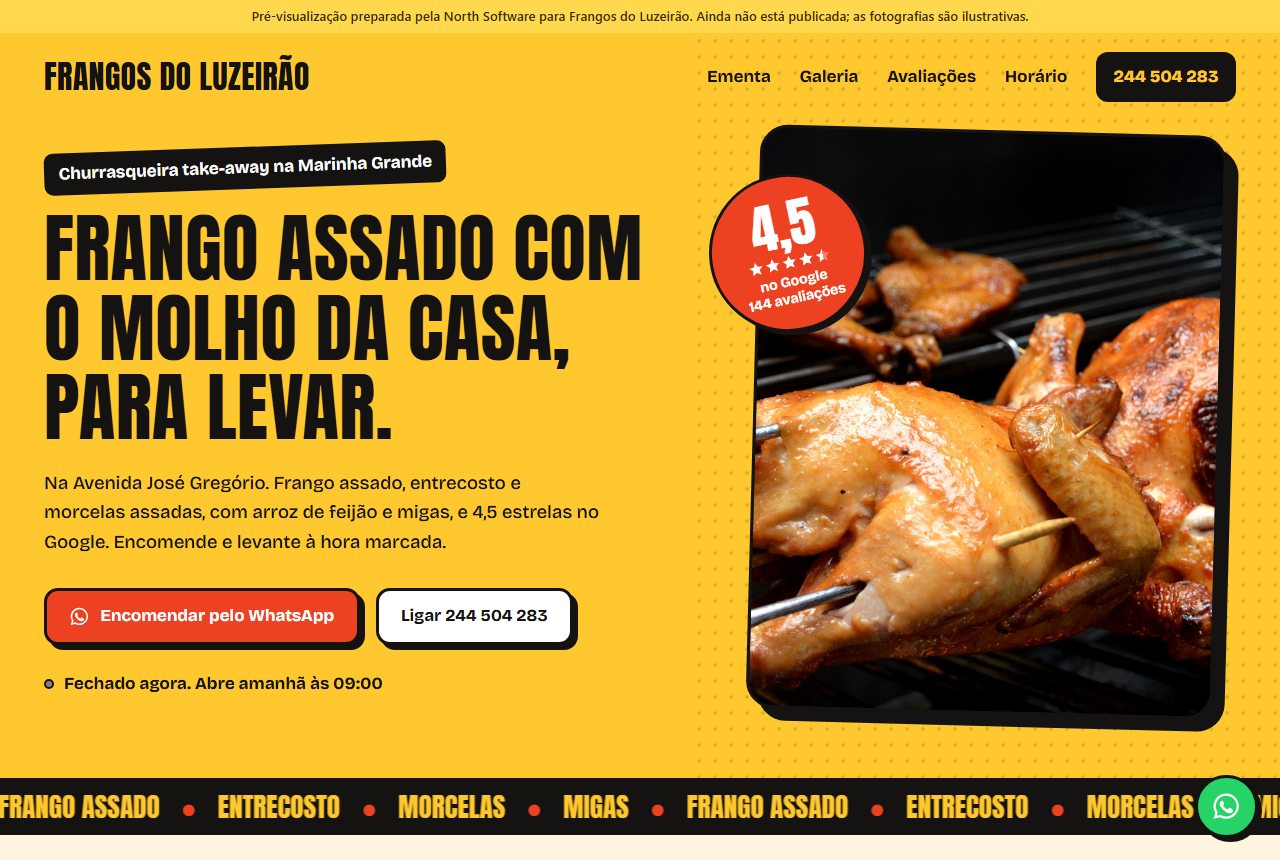 Pré-visualização preparada pela North Software para Frangos do Luzeirão. Ainda não está publicada; as fotografias são ilustrativas.
FRANGOS DO LUZEIRÃO
Ementa
Galeria
Avaliações
Horário
244 504 283
Churrasqueira take-away na Marinha Grande
FRANGO ASSADO COM
O MOLHO DA CASA,
PARA LEVAR.
4,5
no Google
144 avaliações
Na Avenida José Gregório. Frango assado, entrecosto e
morcelas assadas, com arroz de feijão e migas, e 4,5 estrelas no
Google. Encomende e levante à hora marcada.
Encomendar pelo WhatsApp
Ligar 244 504 283
Fechado agora. Abre amanhã às 09:00
FRANGO ASSADO ENTRECOSTO MORCELAS MIGAS FRANGO ASSADO ENTRECOSTO MORCELAS